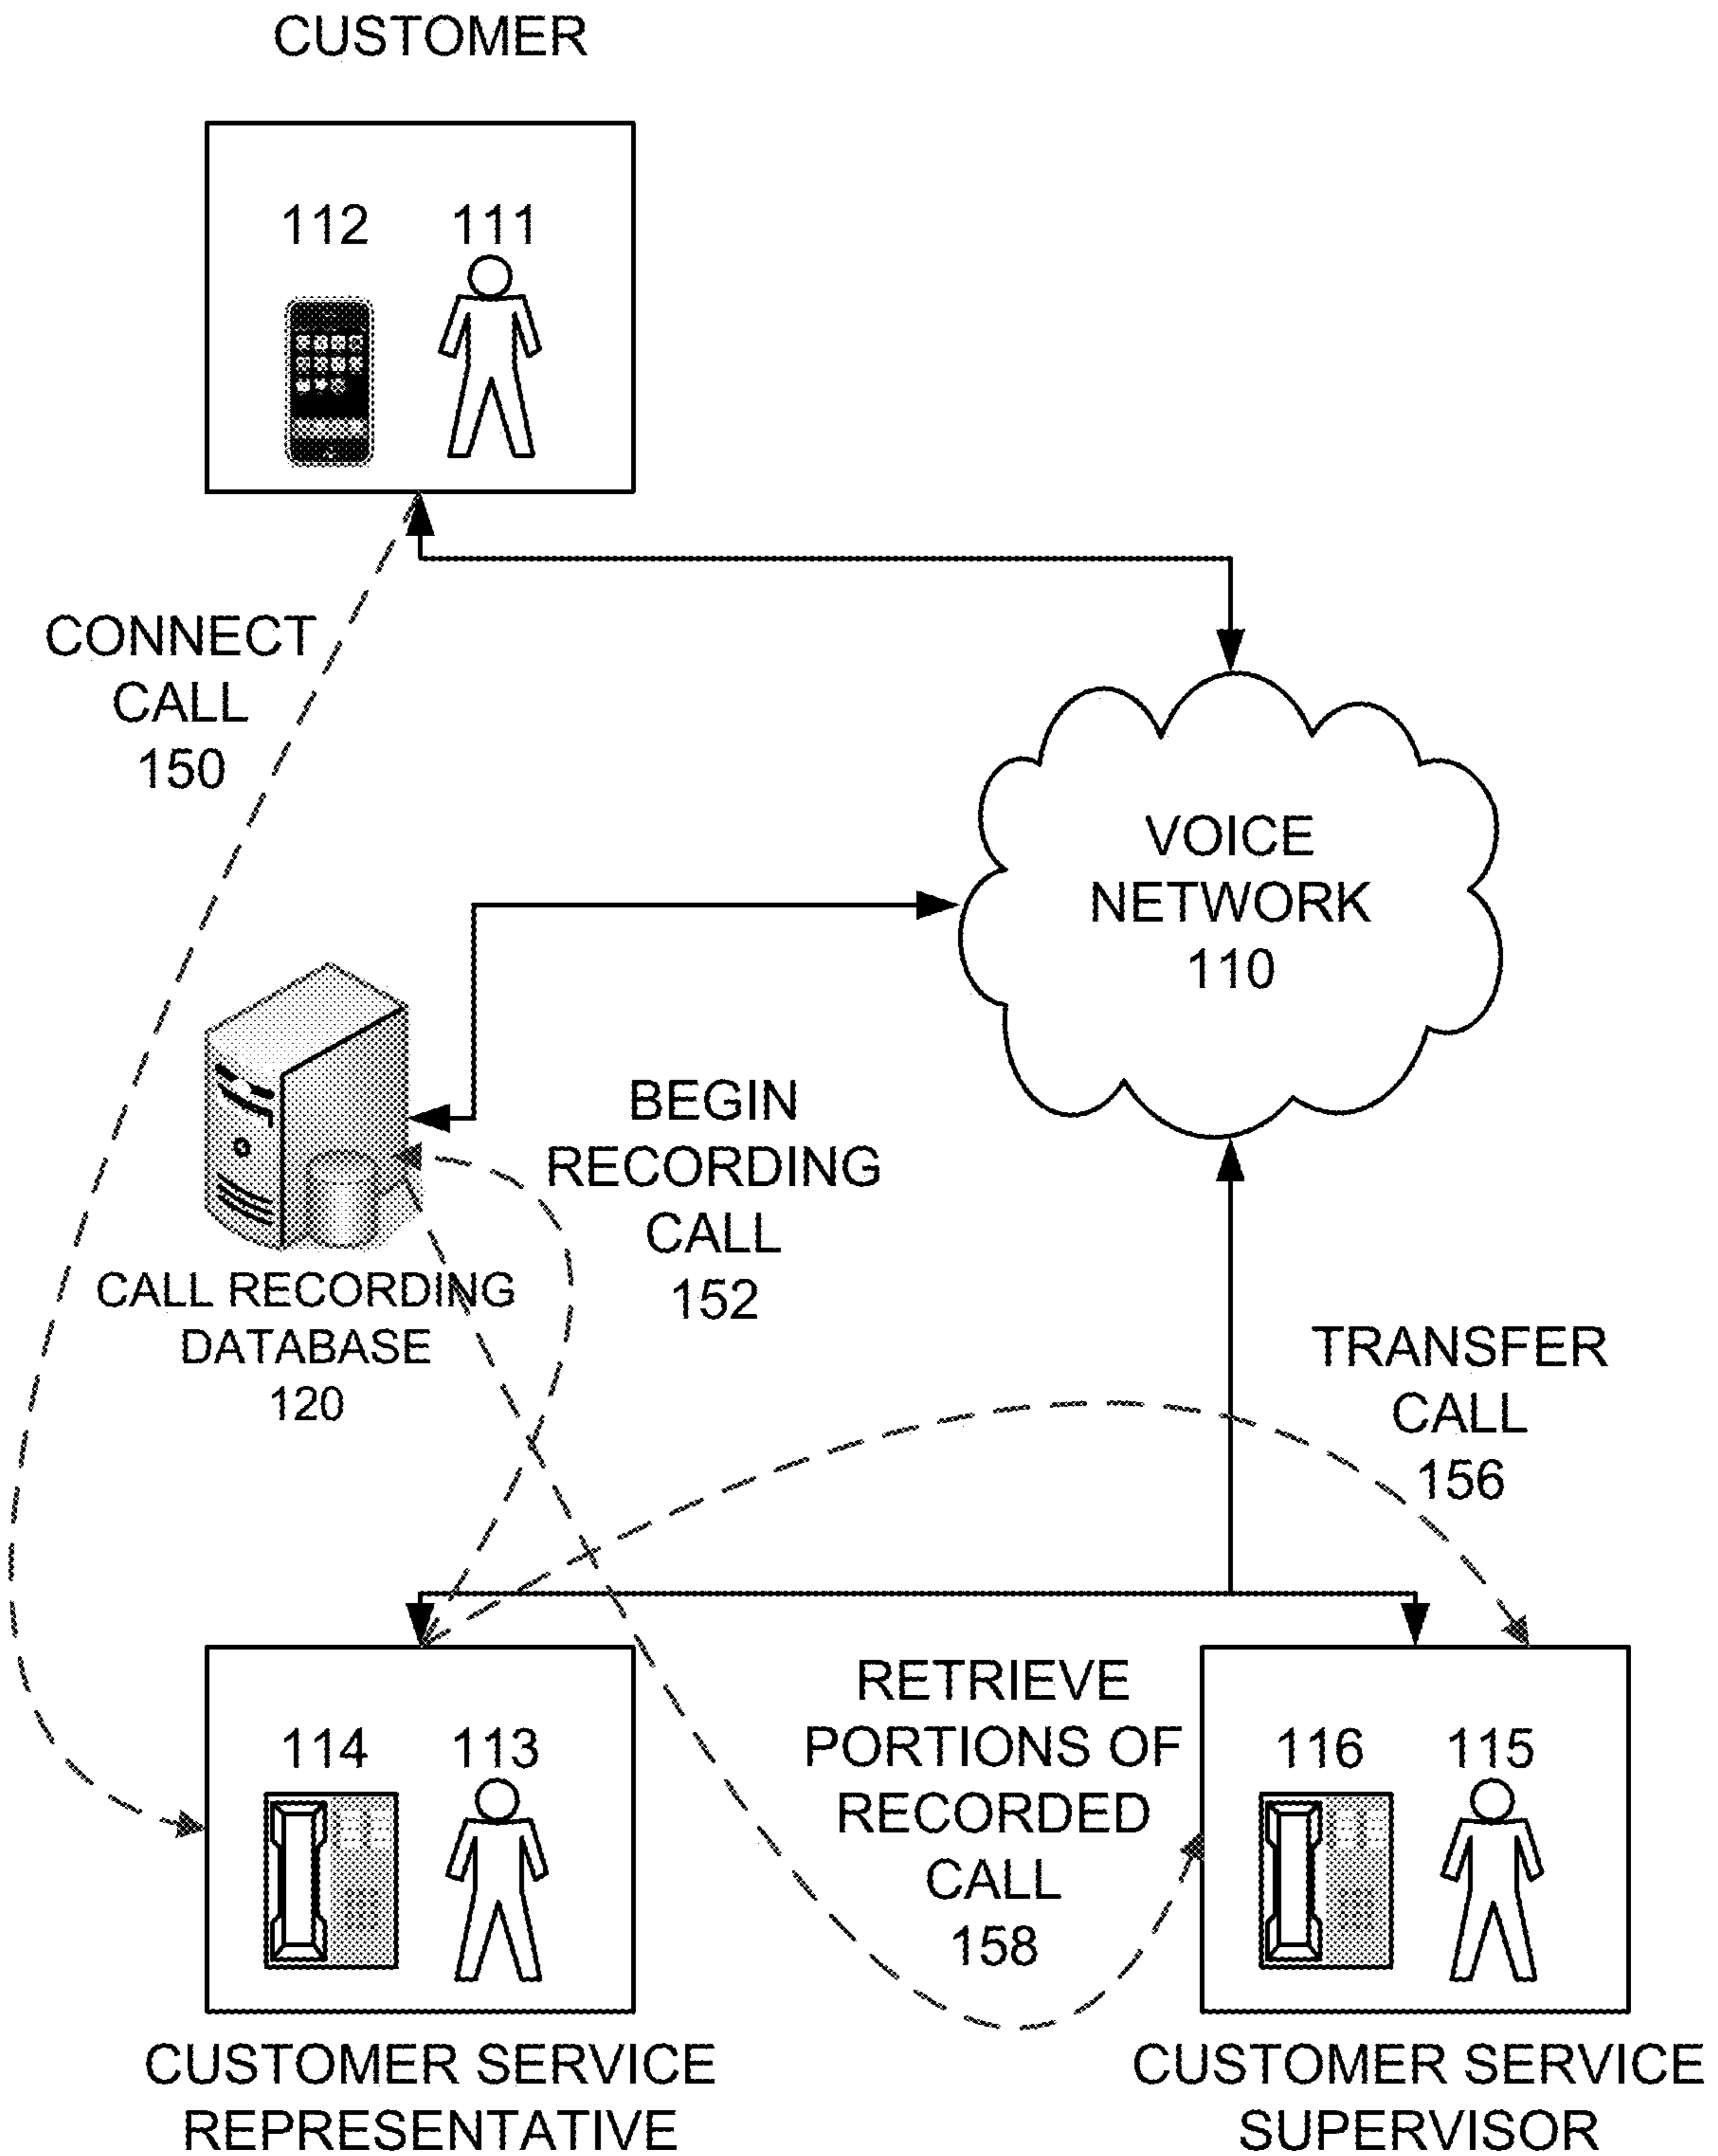 CUSTOMER
112 111
CONNECT
CALL
150
VOICE
NETWORK
110
BEGIN
RECORDING
CALL
152
CALL RECORDING
DATABASE
120
TRANSFER
CALL
156
RETRIEVE
PORTIONS OF
RECORDED
CALL
158
114 113
116 115
CUSTOMER SERVICE
REPRESENTATIVE
CUSTOMER SERVICE
SUPERVISOR